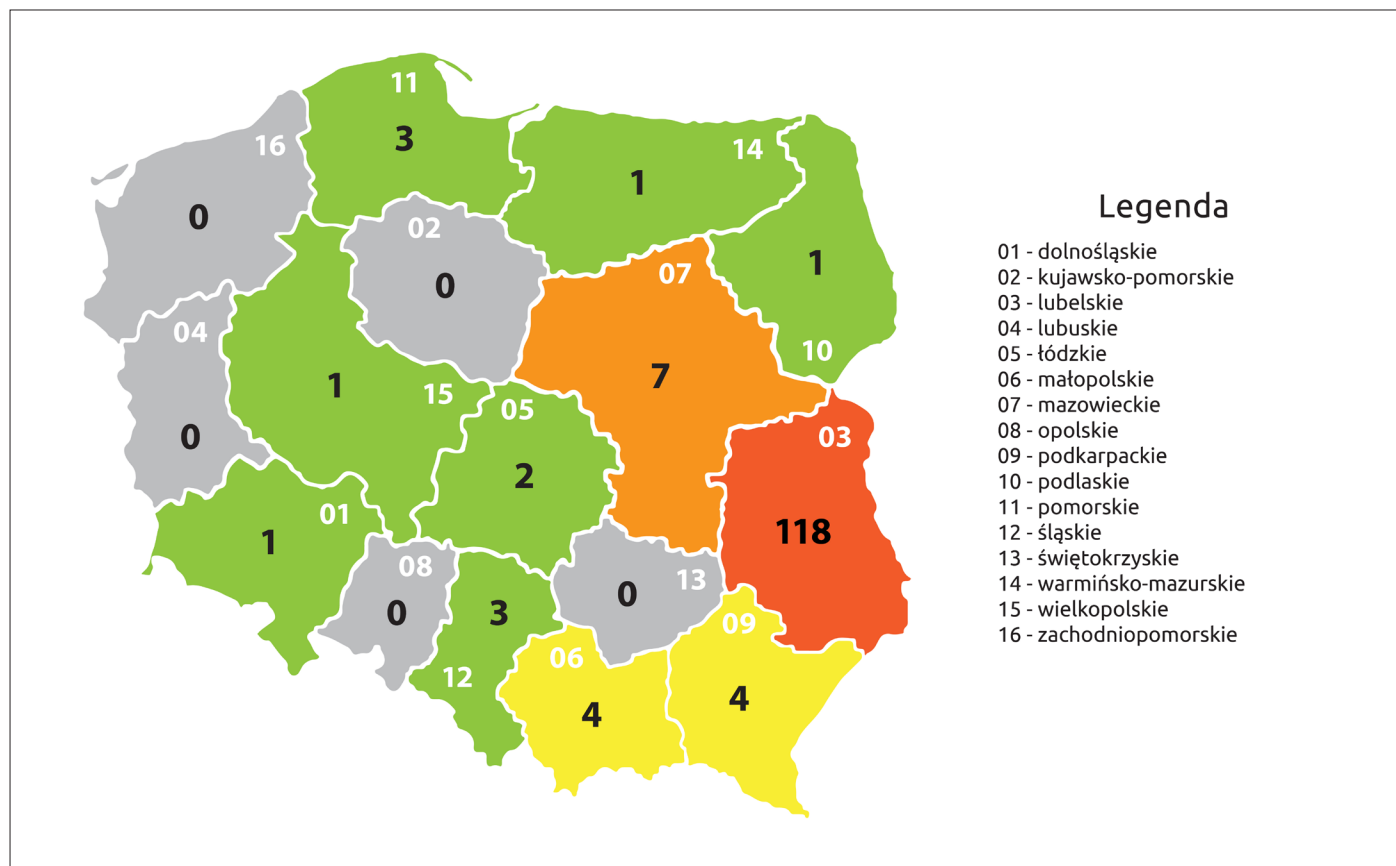 11
3
16
0
14
1
02
0
07
1
10
04
0
1
15
05
2
7
03
118
01
1
08
0
3
12
0
13
06
4
09
4
Legenda
01 - dolnośląskie
02 - kujawsko-pomorskie
03 - lubelskie
04 - lubuskie
05 - łódzkie
06 - małopolskie
07 - mazowieckie
08 - opolskie
09 - podkarpackie
10 - podlaskie
11 - pomorskie
12 - śląskie
13 - świętokrzyskie
14 - warmińsko-mazurskie
15 - wielkopolskie
16 - zachodniopomorskie